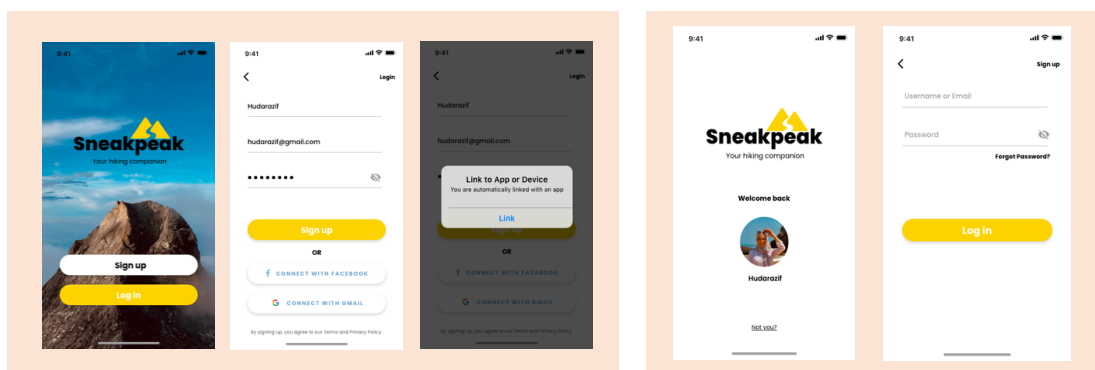 9:41
Sneakpeak
Your hiking companion
Sign up
Log in
9:41
Login
Hudarazif
hudarazif@gmail.com
Sign up
OR
f CONNECT WITH FACEBOOK
G CONNECT WITH GMAIL
By signing up, you agree to our Terms and Privacy Policy
9:41
Login
Hudarazif
hudarazif@gmail.com
Link to App or Device
You are automatically linked with an app
Link
Sign up
OR
f CONNECT WITH FACEBOOK
G CONNECT WITH GMAIL
By signing up, you agree to our Terms and Privacy Policy
9:41
Sneakpeak
Your hiking companion
Welcome back
Hudarazif
Not you?
9:41
Sign up
Username or Email
Password
Forgot Password?
Log in